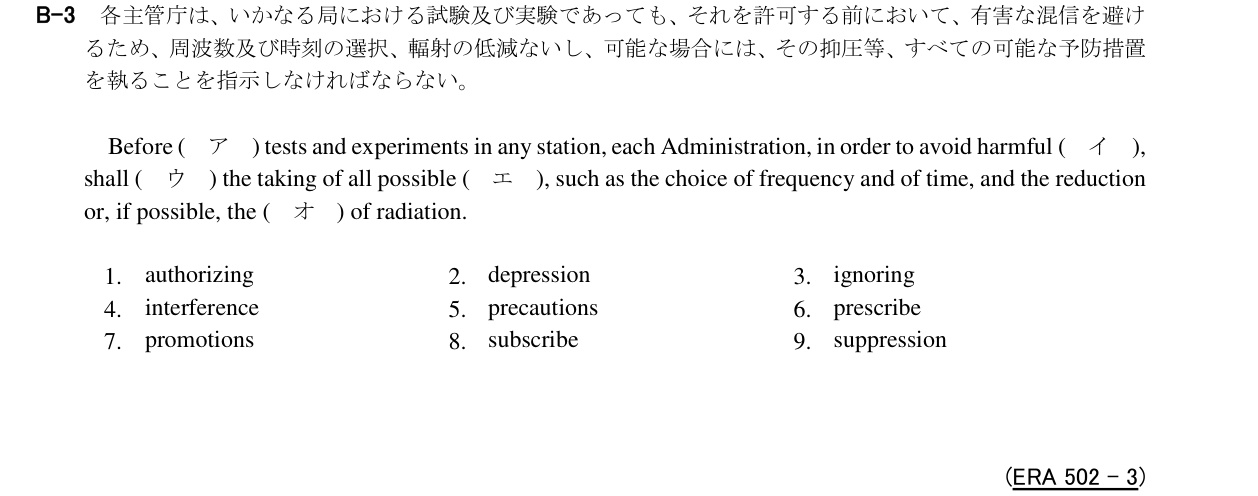 B-3 各主管庁は、いかなる局における試験及び実験であっても、それを許可する前において、有害な混信を避け
るため、周波数及び時刻の選択、輻射の低減ないし、可能な場合には、その抑圧等、すべての可能な予防措置
を執ることを指示しなければならない。
Before ( ア ) tests and experiments in any station, each Administration, in order to avoid harmful ( イ ),
shall ( ウ ) the taking of all possible ( エ ), such as the choice of frequency and of time, and the reduction
or, if possible, the ( オ ) of radiation.
1. authorizing 2. depression 3. ignoring
4. interference 5. precautions 6. prescribe
7. promotions 8. subscribe 9. suppression
(ERA 502 - 3)